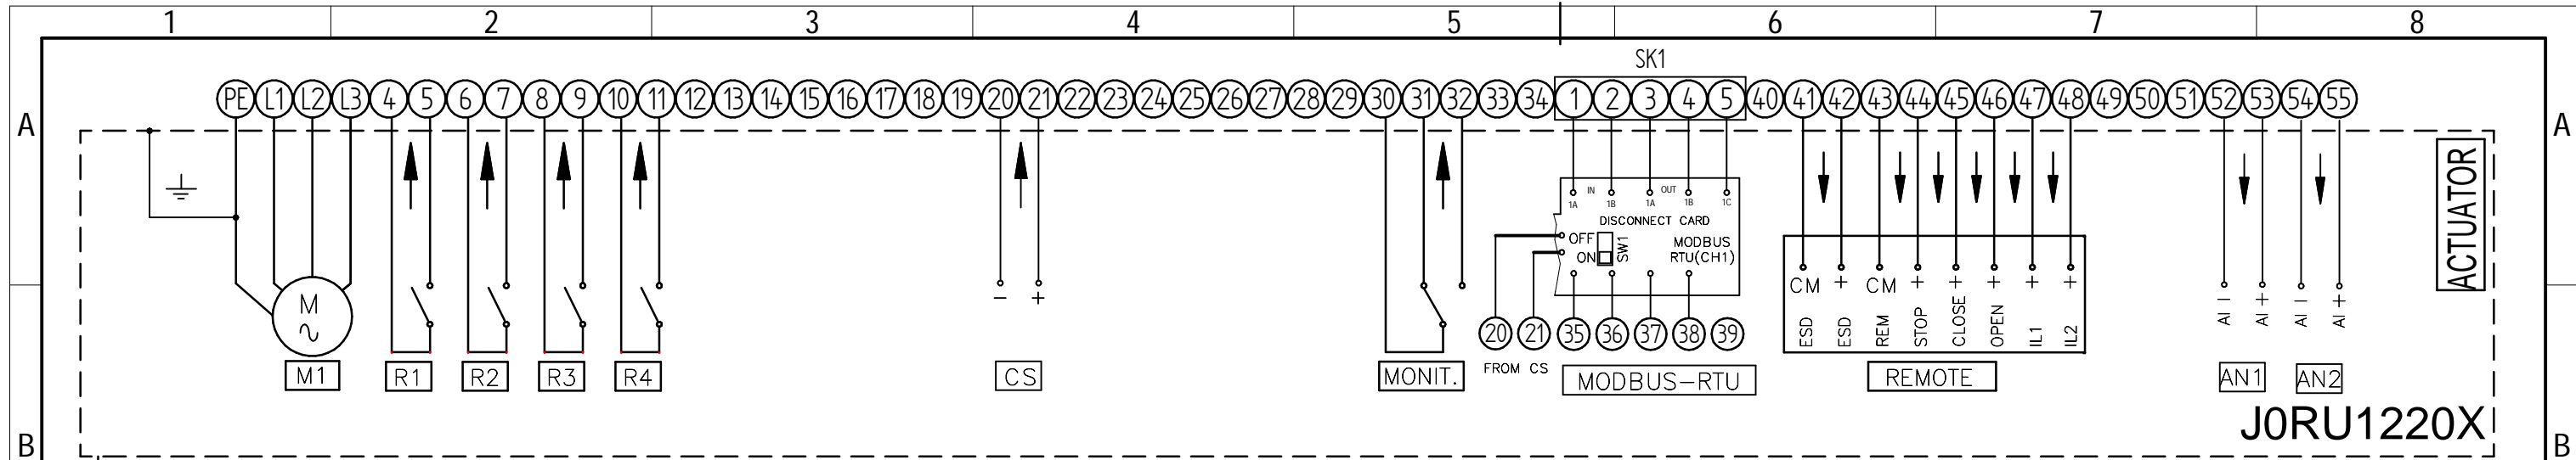 1 2 3 4 5 6 7 8
SK1
PE L1 L2 L3 4 5 6 7 8 9 10 11 12 13 14 15 16 17 18 19 20 21 22 23 24 25 26 27 28 29 30 31 32 33 34 1 2 3 4 5 40 41 42 43 44 45 46 47 48 49 50 51 52 53 54 55
A A
ACTUATOR
IN OUT
1A 1B 1A 1B 1C
DISCONNECT CARD
OFF
ON
SW1
MODBUS
RTU(CH1)
CM + CM + + + + +
ESD ESD REM STOP CLOSE OPEN IL1 IL2
- +
AI - AI + AI - AI +
M
20 21 35 36 37 38 39
FROM CS
M1 R1 R2 R3 R4 CS MONIT. MODBUS-RTU REMOTE AN1 AN2
J0RU1220X
B B